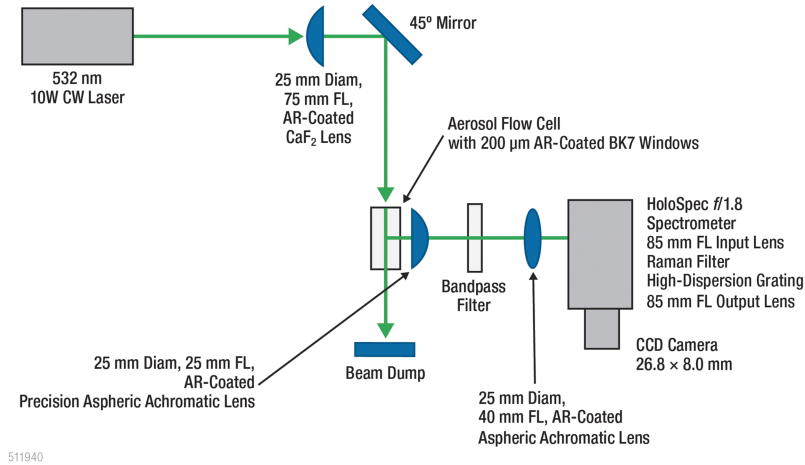 45º Mirror
532 nm
10W CW Laser
25 mm Diam,
75 mm FL,
AR-Coated
CaF₂ Lens
Aerosol Flow Cell
with 200 µm AR-Coated BK7 Windows
HoloSpec f/1.8
Spectrometer
85 mm FL Input Lens
Raman Filter
High-Dispersion Grating
85 mm FL Output Lens
Bandpass
Filter
CCD Camera
26.8 × 8.0 mm
25 mm Diam, 25 mm FL,
AR-Coated
Precision Aspheric Achromatic Lens
Beam Dump
25 mm Diam,
40 mm FL, AR-Coated
Aspheric Achromatic Lens
511940